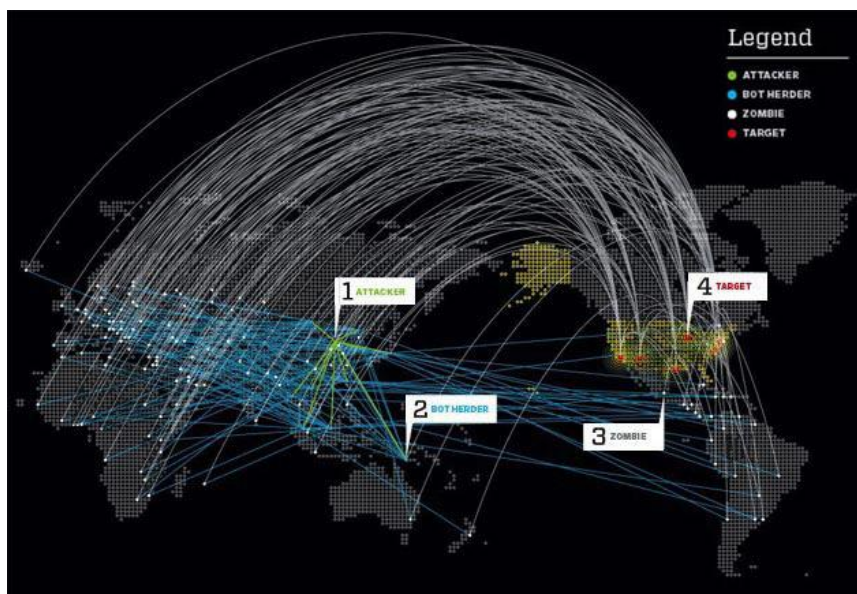 Legend
ATTACKER
BOT HERDER
ZOMBIE
TARGET
1 ATTACKER
4 TARGET
2 BOT HERDER
3 ZOMBIE